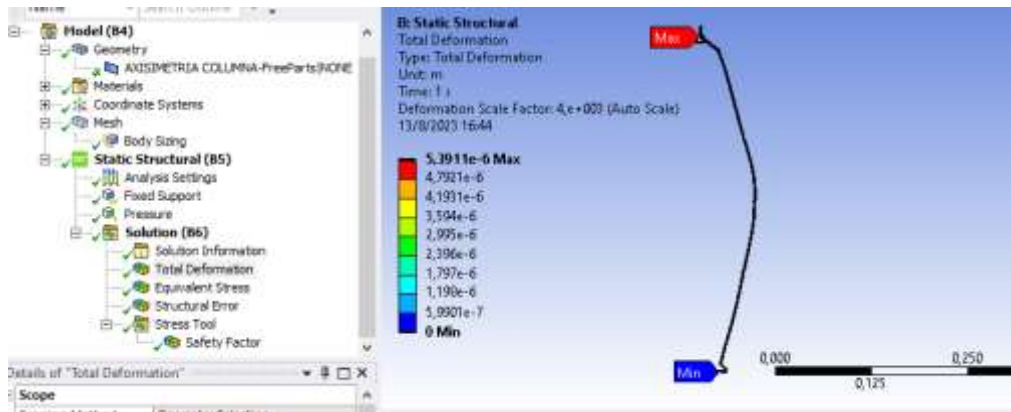 Model (B4)
Geometry
AXISIMETRIA COLUMNA-FreeParts|NONE
Materials
Coordinate Systems
Mesh
Body Sizing
Static Structural (B5)
Analysis Settings
Fixed Support
Pressure
Solution (B6)
Solution Information
Total Deformation
Equivalent Stress
Structural Error
Stress Tool
Safety Factor
Details of "Total Deformation"
Scope
B: Static Structural
Total Deformation
Type: Total Deformation
Unit: m
Time: 1 s
Deformation Scale Factor: 4,e+003 (Auto Scale)
13/8/2023 16:44
5,3911e-6 Max
4,7921e-6
4,1931e-6
3,594e-6
2,995e-6
2,396e-6
1,797e-6
1,198e-6
5,9901e-7
0 Min
Max
Min
0,000
0,250
0,125